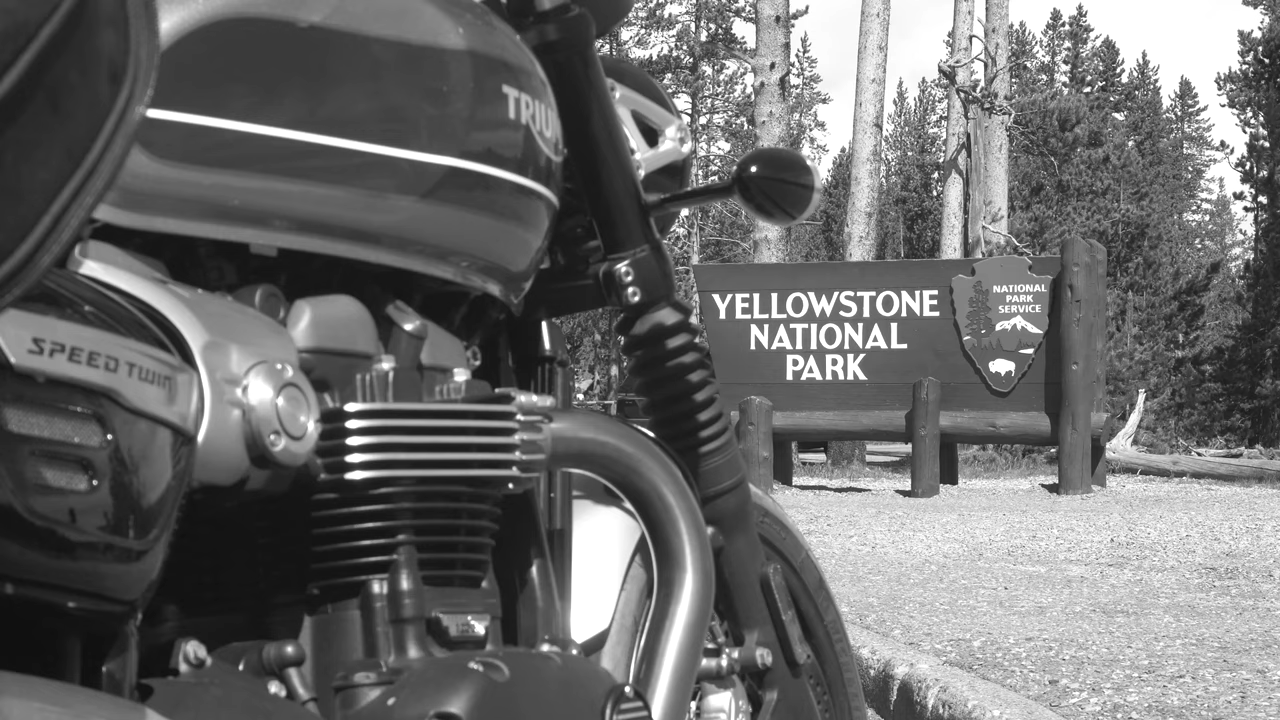 TRIUM
SPEED TWIN
YELLOWSTONE
NATIONAL
PARK
NATIONAL
PARK
SERVICE